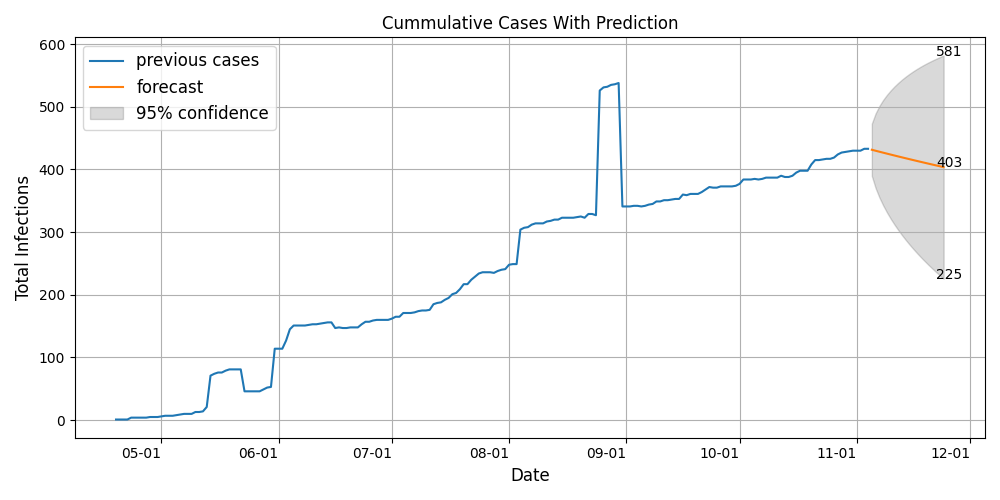 Cummulative Cases With Prediction
previous cases
forecast
95% confidence
581
403
225
600
500
400
300
200
100
0
Total Infections
05-01 06-01 07-01 08-01 09-01 10-01 11-01 12-01
Date